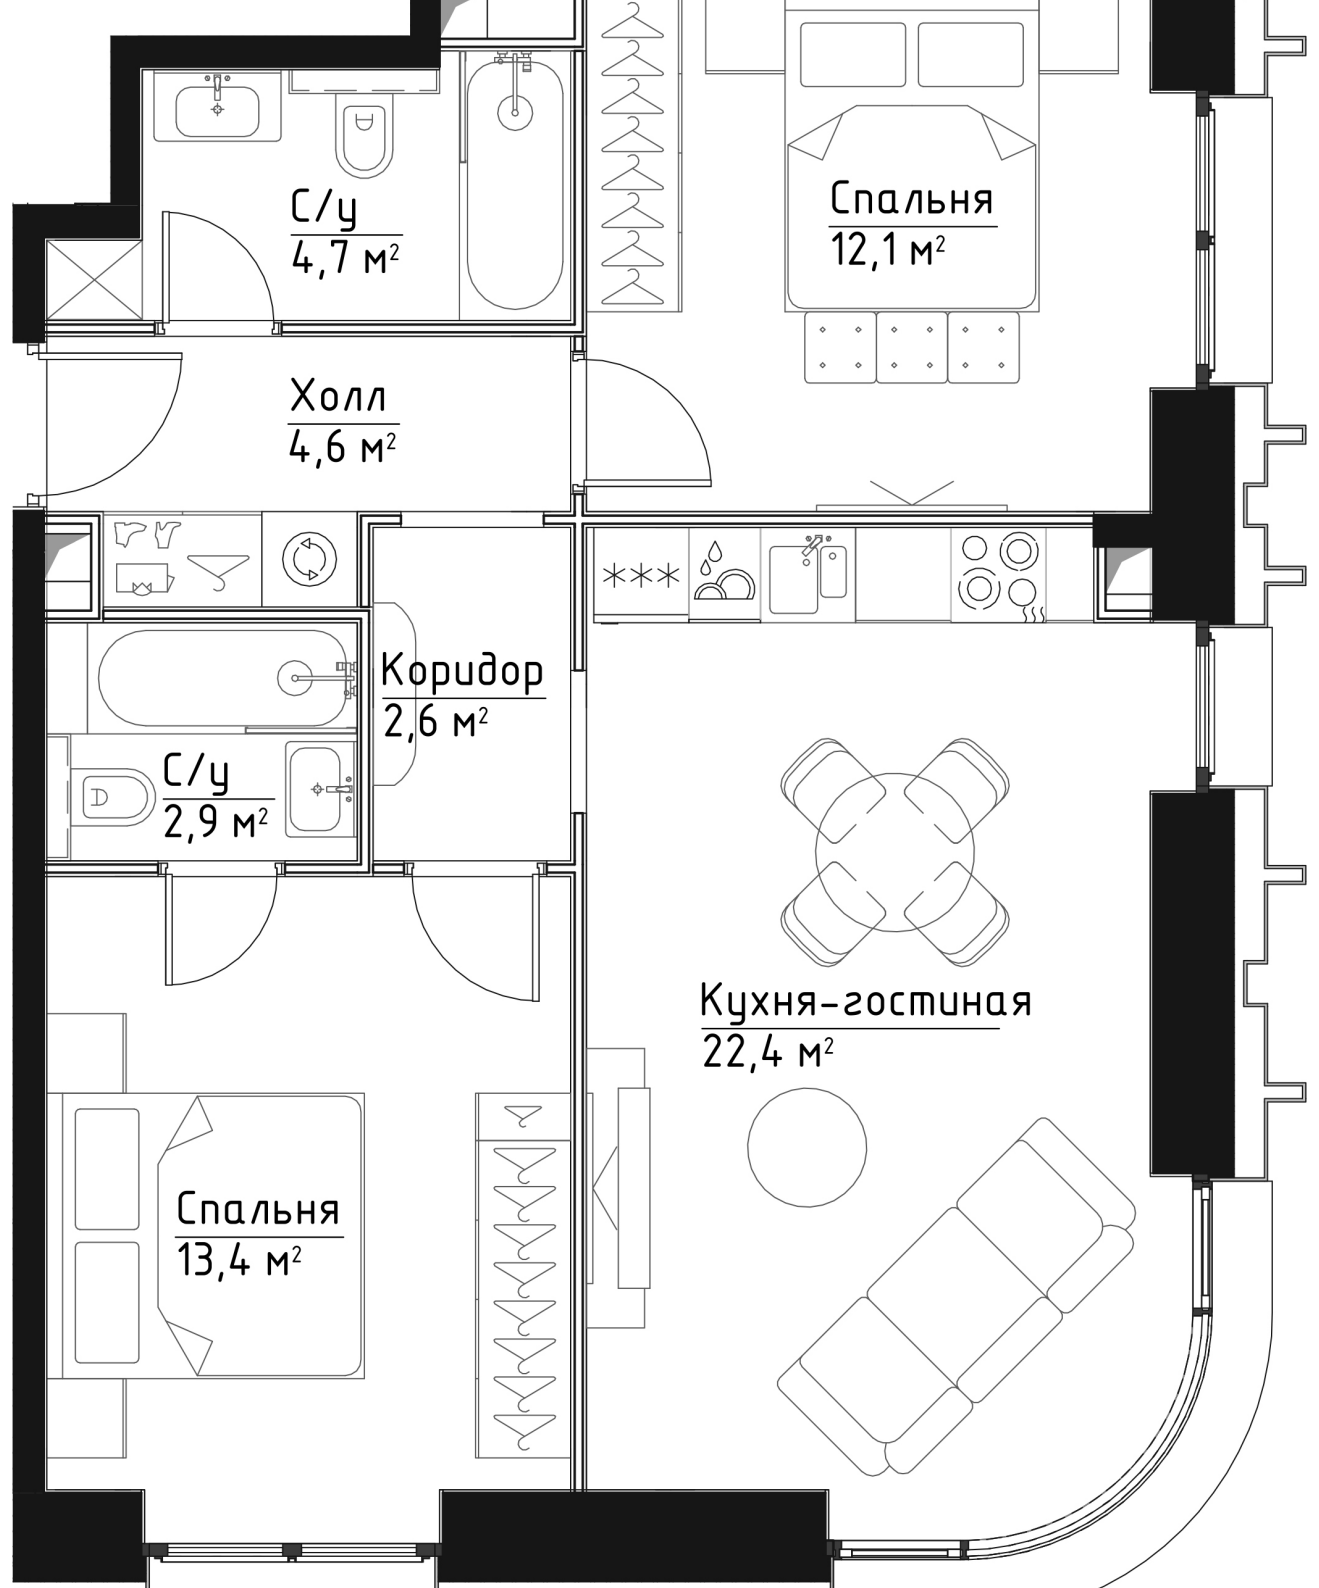 С/у
4,7 м²
Спальня
12,1 м²
Холл
4,6 м²
Коридор
2,6 м²
С/у
2,9 м²
Кухня-гостиная
22,4 м²
Спальня
13,4 м²